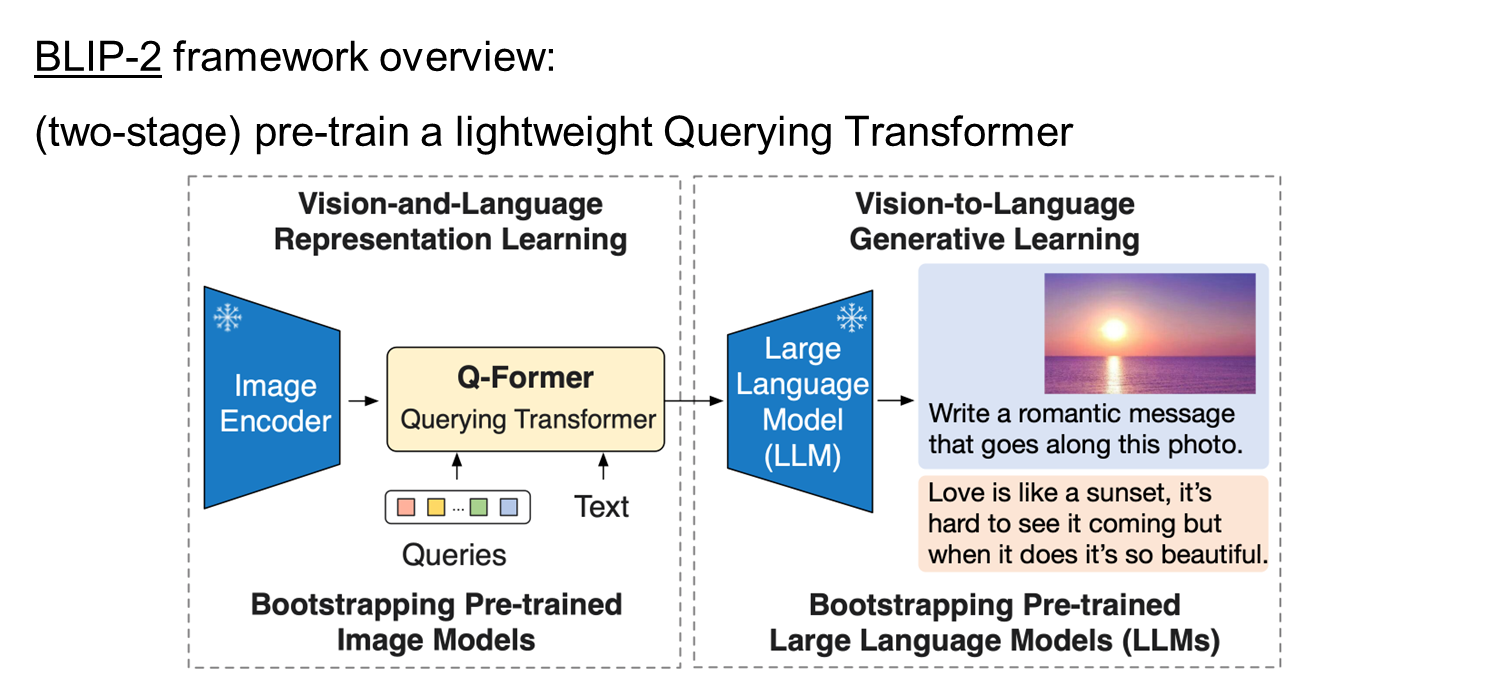 BLIP-2 framework overview:
(two-stage) pre-train a lightweight Querying Transformer
Vision-and-Language
Representation Learning
Image
Encoder
Q-Former
Querying Transformer
...
Queries
Text
Bootstrapping Pre-trained
Image Models
Vision-to-Language
Generative Learning
Large
Language
Model
(LLM)
Write a romantic message
that goes along this photo.
Love is like a sunset, it's
hard to see it coming but
when it does it's so beautiful.
Bootstrapping Pre-trained
Large Language Models (LLMs)